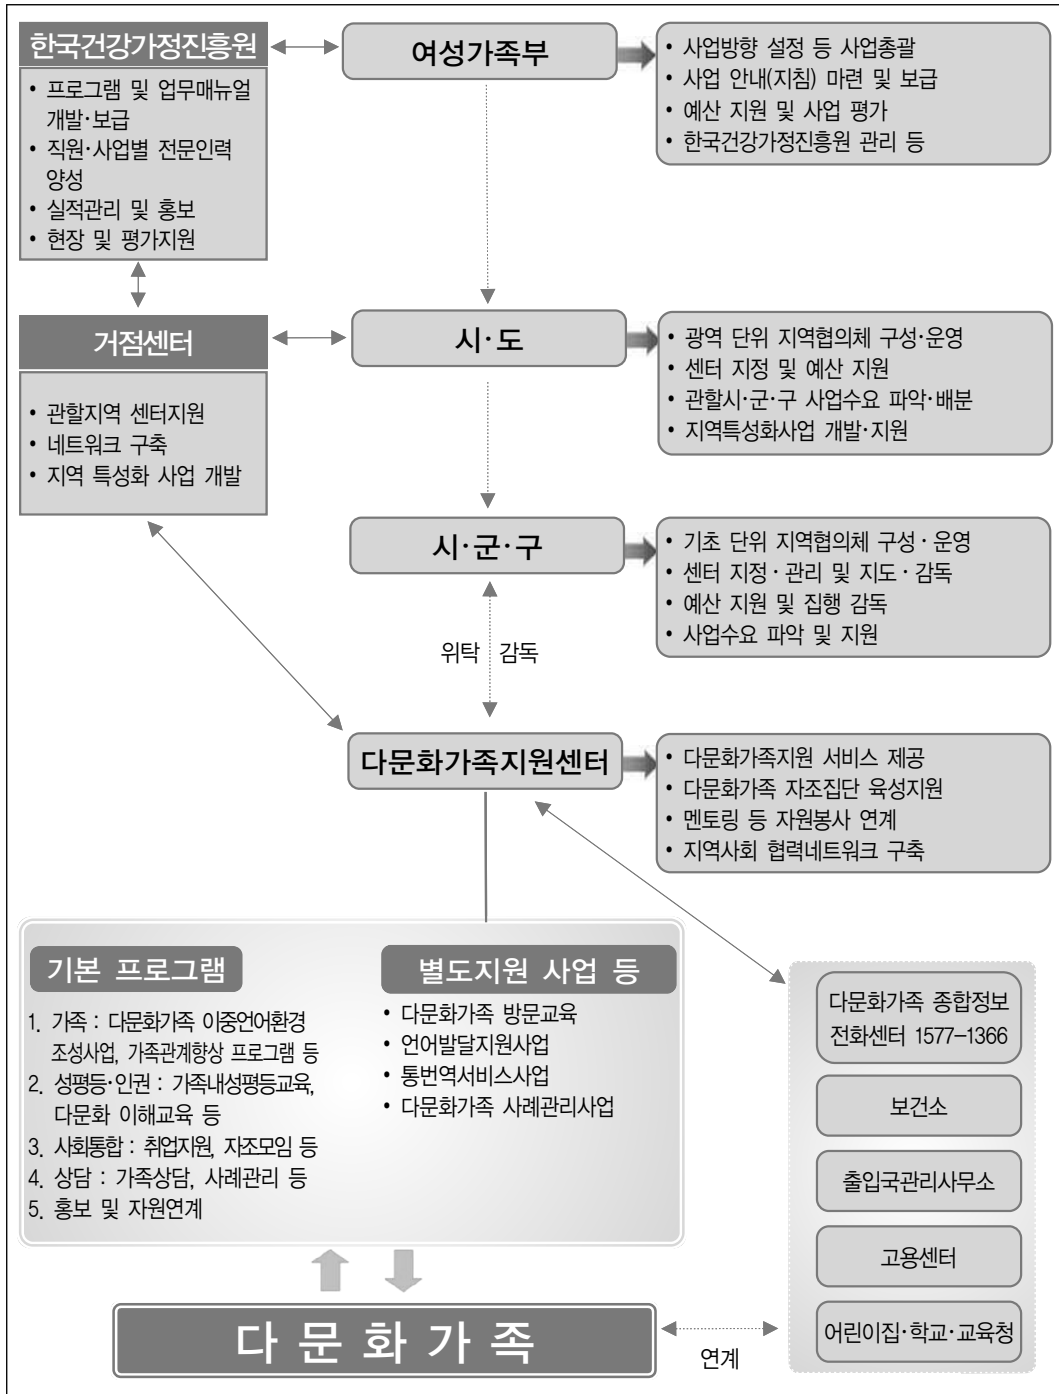 한국건강가정진흥원
• 프로그램 및 업무매뉴얼
개발·보급
• 직원·사업별 전문인력
양성
• 실적관리 및 홍보
• 현장 및 평가지원
여성가족부
• 사업방향 설정 등 사업총괄
• 사업 안내(지침) 마련 및 보급
• 예산 지원 및 사업 평가
• 한국건강가정진흥원 관리 등
거점센터
• 관할지역 센터지원
• 네트워크 구축
• 지역 특성화 사업 개발
시·도
• 광역 단위 지역협의체 구성·운영
• 센터 지정 및 예산 지원
• 관할시·군·구 사업수요 파악·배분
• 지역특성화사업 개발·지원
시·군·구
• 기초 단위 지역협의체 구성 · 운영
• 센터 지정 · 관리 및 지도 · 감독
• 예산 지원 및 집행 감독
• 사업수요 파악 및 지원
위탁 감독
다문화가족지원센터
• 다문화가족지원 서비스 제공
• 다문화가족 자조집단 육성지원
• 멘토링 등 자원봉사 연계
• 지역사회 협력네트워크 구축
기본 프로그램
1. 가족 : 다문화가족 이중언어환경
조성사업, 가족관계향상 프로그램 등
2. 성평등·인권 : 가족내성평등교육,
다문화 이해교육 등
3. 사회통합 : 취업지원, 자조모임 등
4. 상담 : 가족상담, 사례관리 등
5. 홍보 및 자원연계
별도지원 사업 등
• 다문화가족 방문교육
• 언어발달지원사업
• 통번역서비스사업
• 다문화가족 사례관리사업
다문화가족 종합정보
전화센터 1577-1366
보건소
출입국관리사무소
고용센터
어린이집·학교·교육청
다문화가족
연계